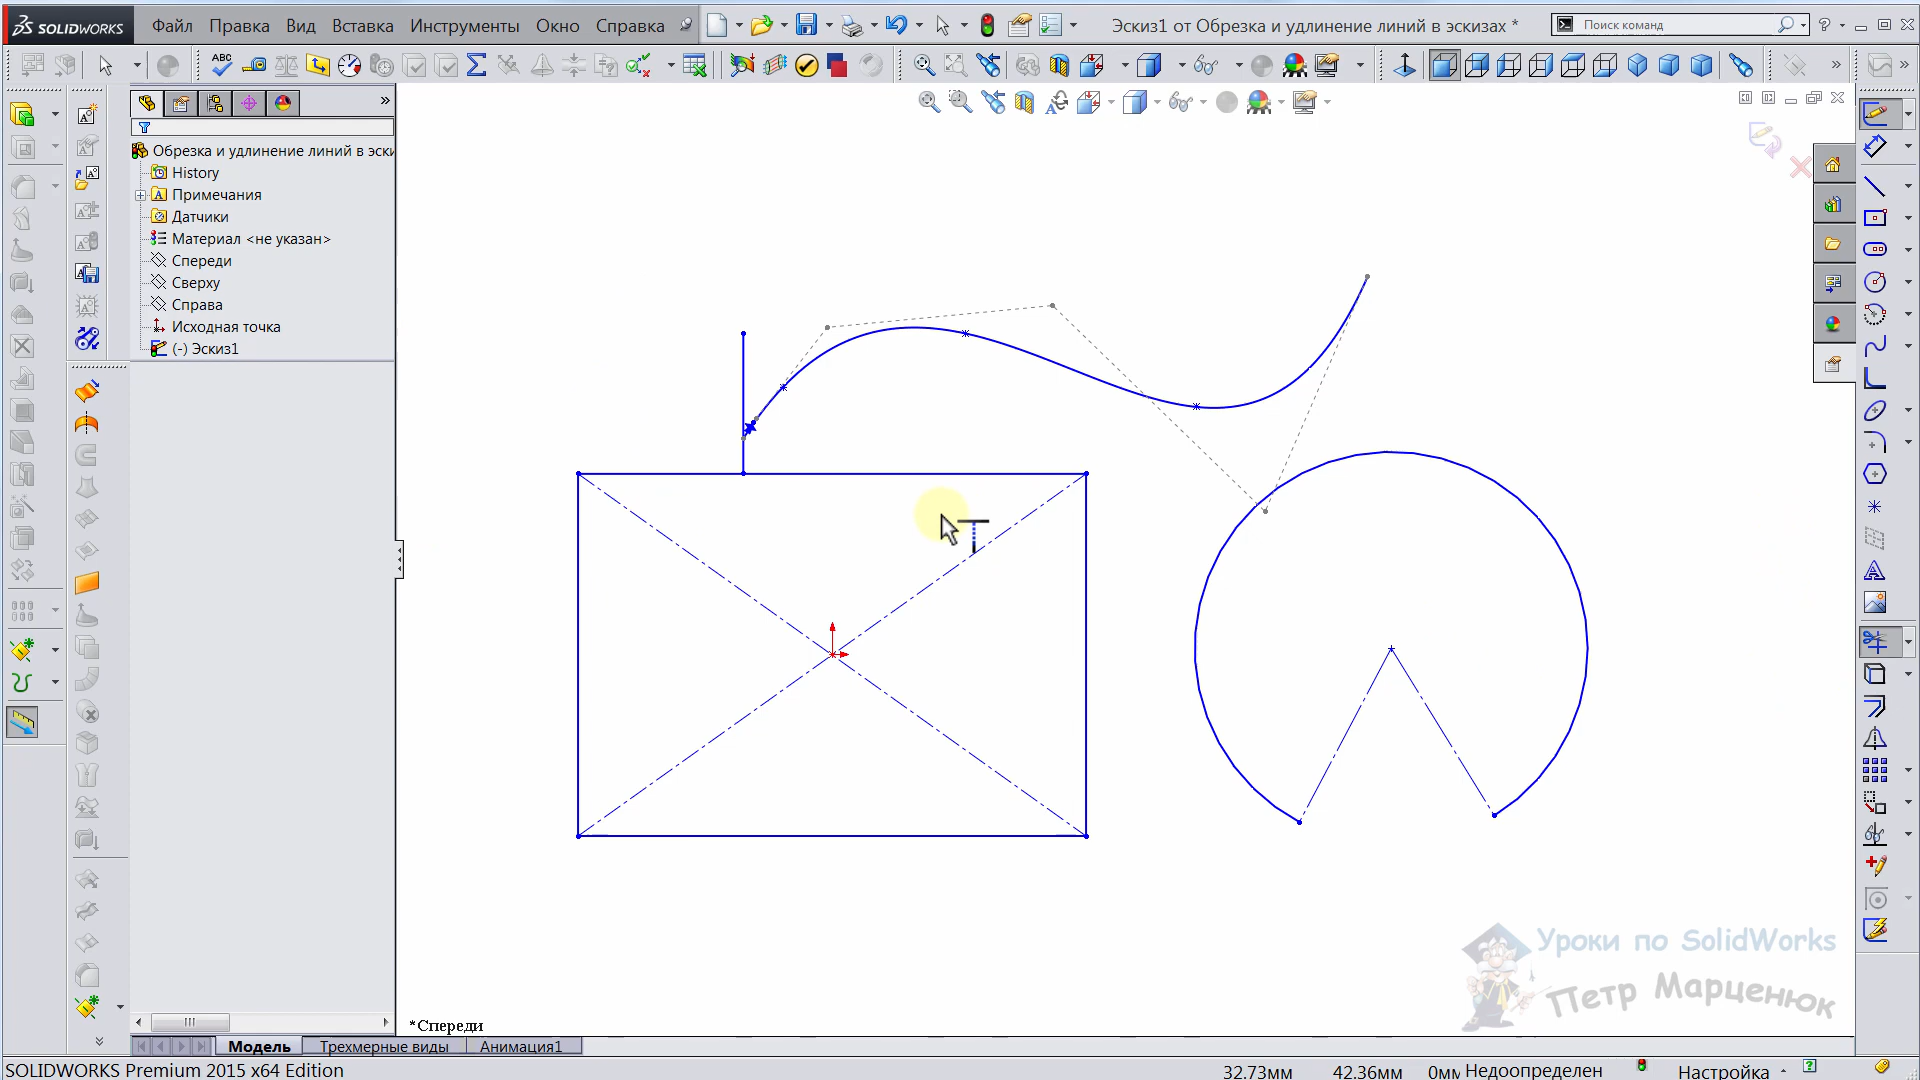 SOLIDWORKS Файл Правка Вид Вставка Инструменты Окно Справка Эскиз1 от Обрезка и удлинение линий в эскизах * Поиск команд
Обрезка и удлинение линий в эски
History
Примечания
Датчики
Материал <не указан>
Спереди
Сверху
Справа
Исходная точка
(-) Эскиз1
Уроки по SolidWorks
Петр Марценюк
*Спереди
Модель Трехмерные виды Анимация1
SOLIDWORKS Premium 2015 x64 Edition 32.73мм 42.36мм 0мм Недоопределен Настройка